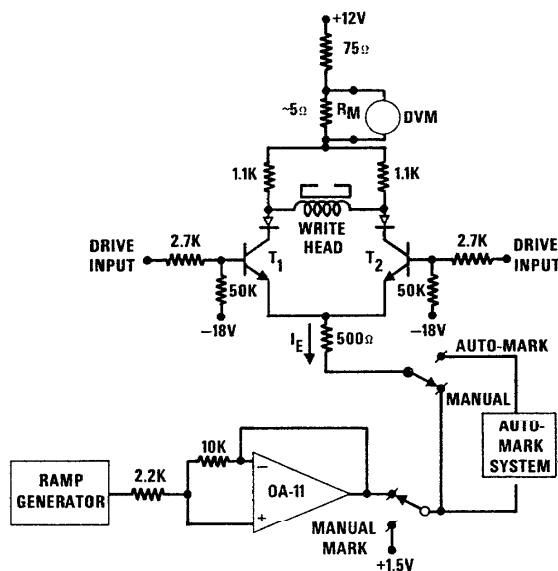 +12V
75Ω
~5Ω
RM
DVM
1.1K
1.1K
WRITE
HEAD
DRIVE
INPUT
2.7K
T1
T2
2.7K
DRIVE
INPUT
50K
50K
–18V
–18V
IE
500Ω
AUTO-MARK
MANUAL
AUTO-
MARK
SYSTEM
10K
RAMP
GENERATOR
2.2K
–
OA-11
+
MANUAL
MARK
+1.5V